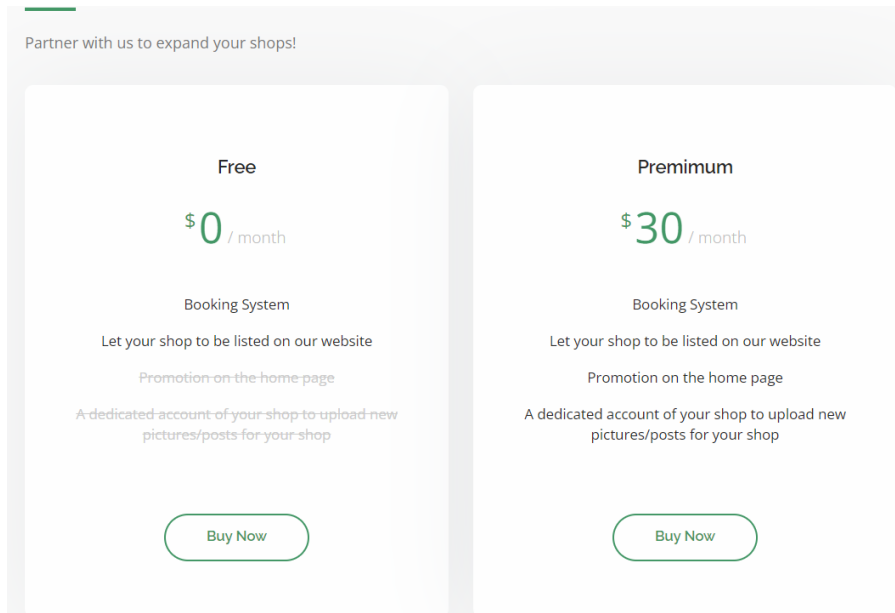 Partner with us to expand your shops!
Free
$0 / month
Booking System
Let your shop to be listed on our website
Promotion on the home page
A dedicated account of your shop to upload new
pictures/posts for your shop
Buy Now
Premimum
$30 / month
Booking System
Let your shop to be listed on our website
Promotion on the home page
A dedicated account of your shop to upload new
pictures/posts for your shop
Buy Now